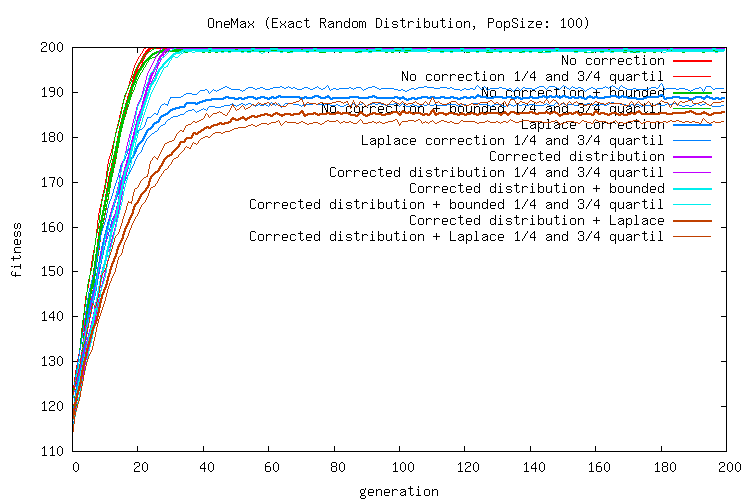 OneMax (Exact Random Distribution, PopSize: 100)
200
190
180
170
160
150
140
130
120
110
fitness
No correction
No correction 1/4 and 3/4 quartil
No correction + bounded
No correction + bounded 1/4 and 3/4 quartil
Laplace correction
Laplace correction 1/4 and 3/4 quartil
Corrected distribution
Corrected distribution 1/4 and 3/4 quartil
Corrected distribution + bounded
Corrected distribution + bounded 1/4 and 3/4 quartil
Corrected distribution + Laplace
Corrected distribution + Laplace 1/4 and 3/4 quartil
0 20 40 60 80 100 120 140 160 180 200
generation